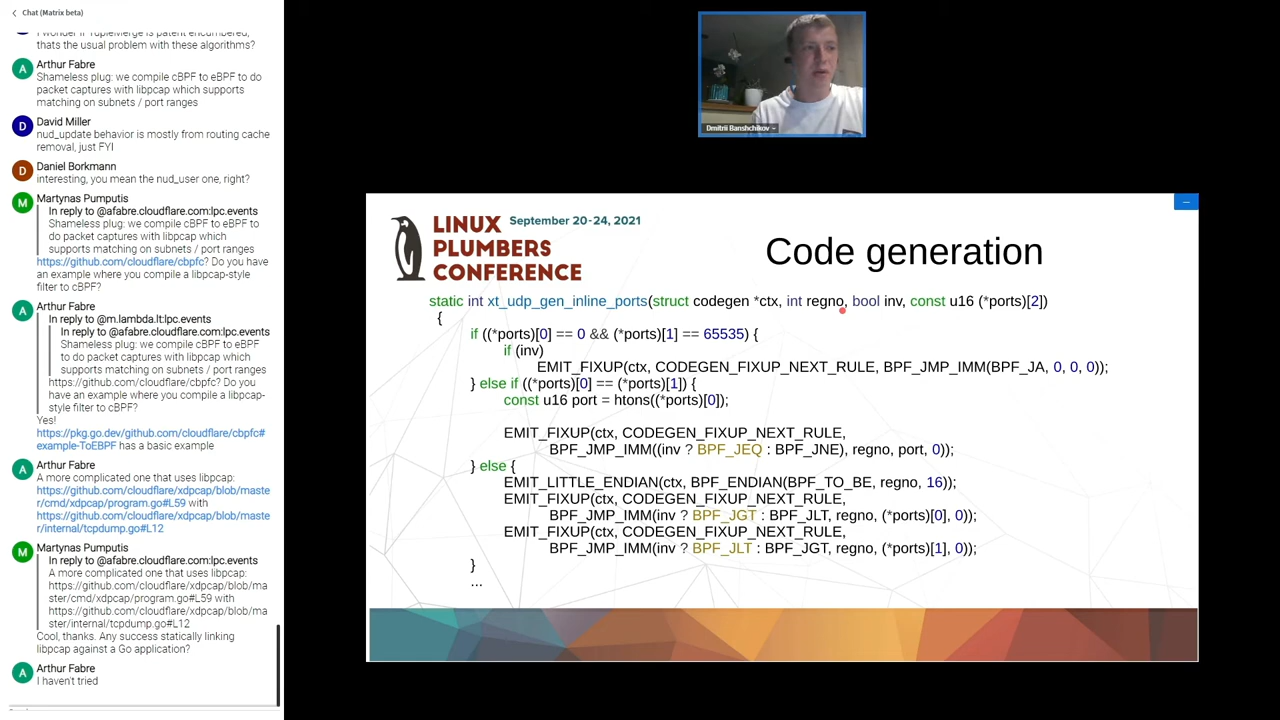 Chat (Matrix beta)
I wonder if TupleMerge is patent encumbered,
thats the usual problem with these algorithms?
A
Arthur Fabre
Shameless plug: we compile cBPF to eBPF to do
packet captures with libpcap which supports
matching on subnets / port ranges
D
David Miller
nud_update behavior is mostly from routing cache
removal, just FYI
D
Daniel Borkmann
interesting, you mean the nud_user one, right?
M
Martynas Pumputis
In reply to @afabre.cloudflare.com:lpc.events
Shameless plug: we compile cBPF to eBPF to
do packet captures with libpcap which
supports matching on subnets / port ranges
https://github.com/cloudflare/cbpfc? Do you have
an example where you compile a libpcap-style
filter to cBPF?
A
Arthur Fabre
In reply to @m.lambda.lt:lpc.events
In reply to @afabre.cloudflare.com:lpc.events
Shameless plug: we compile cBPF to eBPF to
do packet captures with libpcap which
supports matching on subnets / port ranges
https://github.com/cloudflare/cbpfc? Do you
have an example where you compile a libpcap-
style filter to cBPF?
Yes!
https://pkg.go.dev/github.com/cloudflare/cbpfc#
example-ToEBPF has a basic example
A
Arthur Fabre
A more complicated one that uses libpcap:
https://github.com/cloudflare/xdpcap/blob/maste
r/cmd/xdpcap/program.go#L59 with
https://github.com/cloudflare/xdpcap/blob/maste
r/internal/tcpdump.go#L12
M
Martynas Pumputis
In reply to @afabre.cloudflare.com:lpc.events
A more complicated one that uses libpcap:
https://github.com/cloudflare/xdpcap/blob/ma
ster/cmd/xdpcap/program.go#L59 with
https://github.com/cloudflare/xdpcap/blob/ma
ster/internal/tcpdump.go#L12
Cool, thanks. Any success statically linking
libpcap against a Go application?
A
Arthur Fabre
I haven't tried
Dmitrii Banshchikov
LINUX
PLUMBERS
CONFERENCE
September 20-24, 2021
Code generation
static int xt_udp_gen_inline_ports(struct codegen *ctx, int regno, bool inv, const u16 (*ports)[2])
{
if ((*ports)[0] == 0 && (*ports)[1] == 65535) {
if (inv)
EMIT_FIXUP(ctx, CODEGEN_FIXUP_NEXT_RULE, BPF_JMP_IMM(BPF_JA, 0, 0, 0));
} else if ((*ports)[0] == (*ports)[1]) {
const u16 port = htons((*ports)[0]);
EMIT_FIXUP(ctx, CODEGEN_FIXUP_NEXT_RULE,
BPF_JMP_IMM((inv ? BPF_JEQ : BPF_JNE), regno, port, 0));
} else {
EMIT_LITTLE_ENDIAN(ctx, BPF_ENDIAN(BPF_TO_BE, regno, 16));
EMIT_FIXUP(ctx, CODEGEN_FIXUP_NEXT_RULE,
BPF_JMP_IMM(inv ? BPF_JGT : BPF_JLT, regno, (*ports)[0], 0));
EMIT_FIXUP(ctx, CODEGEN_FIXUP_NEXT_RULE,
BPF_JMP_IMM(inv ? BPF_JLT : BPF_JGT, regno, (*ports)[1], 0));
}
...